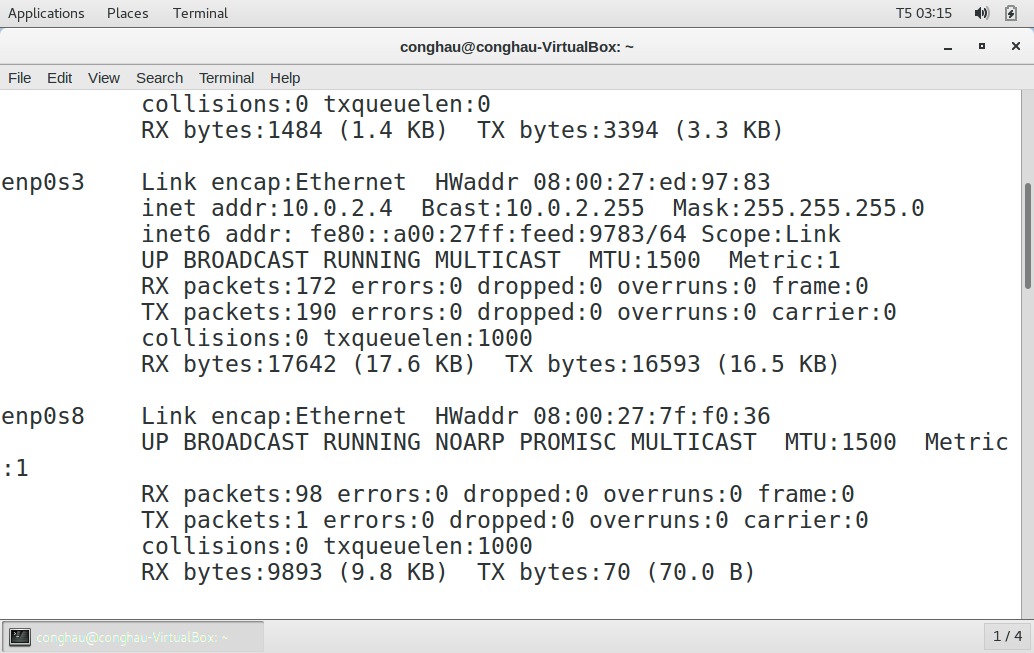 Applications Places Terminal T5 03:15
conghau@conghau-VirtualBox: ~
File Edit View Search Terminal Help
collisions:0 txqueuelen:0
RX bytes:1484 (1.4 KB)  TX bytes:3394 (3.3 KB)
enp0s3    Link encap:Ethernet  HWaddr 08:00:27:ed:97:83
inet addr:10.0.2.4  Bcast:10.0.2.255  Mask:255.255.255.0
inet6 addr: fe80::a00:27ff:feed:9783/64 Scope:Link
UP BROADCAST RUNNING MULTICAST  MTU:1500  Metric:1
RX packets:172 errors:0 dropped:0 overruns:0 frame:0
TX packets:190 errors:0 dropped:0 overruns:0 carrier:0
collisions:0 txqueuelen:1000
RX bytes:17642 (17.6 KB)  TX bytes:16593 (16.5 KB)
enp0s8    Link encap:Ethernet  HWaddr 08:00:27:7f:f0:36
UP BROADCAST RUNNING NOARP PROMISC MULTICAST  MTU:1500  Metric
:1
RX packets:98 errors:0 dropped:0 overruns:0 frame:0
TX packets:1 errors:0 dropped:0 overruns:0 carrier:0
collisions:0 txqueuelen:1000
RX bytes:9893 (9.8 KB)  TX bytes:70 (70.0 B)
conghau@conghau-VirtualBox: ~ 1 / 4